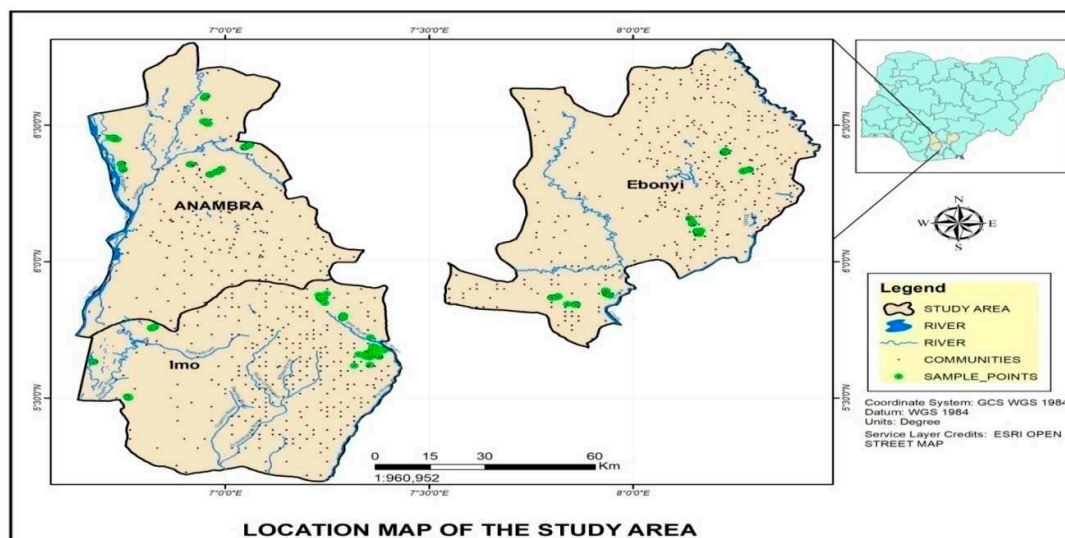 7°0'0"E
7°30'0"E
8°0'0"E
6°30'0"N
6°30'0"N
ANAMBRA
Ebonyi
6°0'0"N
6°0'0"N
Imo
5°30'0"N
5°30'0"N
0 15 30 60
Km
1:960,952
7°0'0"E
7°30'0"E
8°0'0"E
LOCATION MAP OF THE STUDY AREA
N
W E
S
Legend
STUDY AREA
RIVER
RIVER
COMMUNITIES
SAMPLE_POINTS
Coordinate System: GCS WGS 1984
Datum: WGS 1984
Units: Degree
Service Layer Credits: ESRI OPEN
STREET MAP